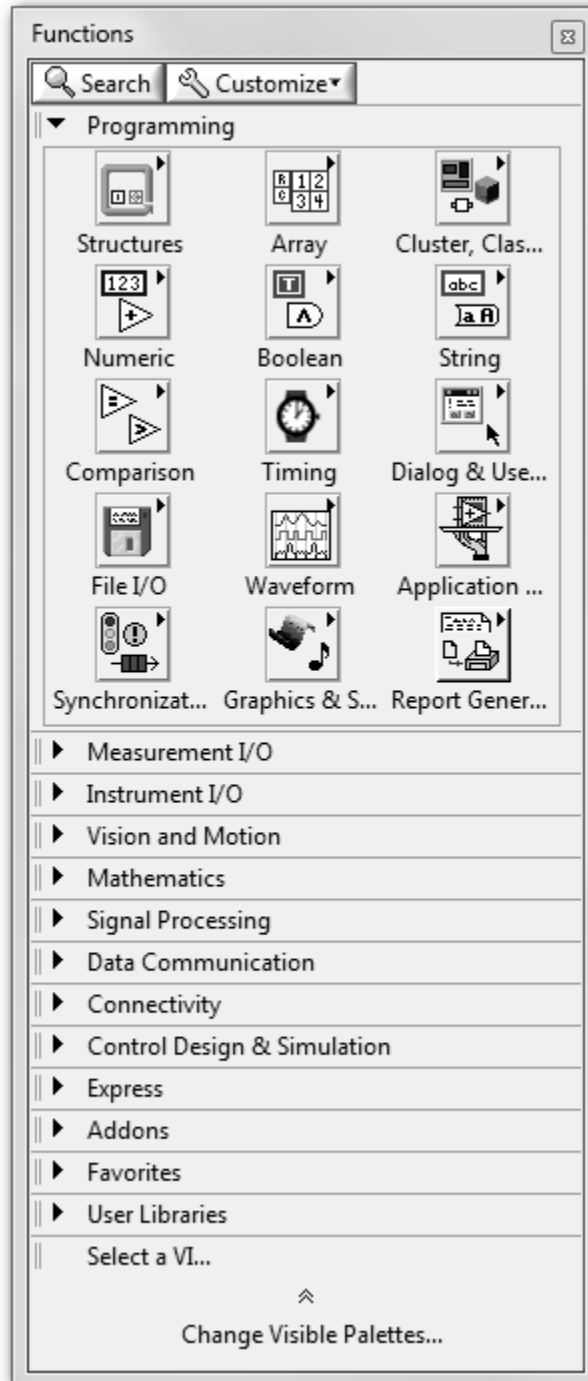 Functions
Search Customize
Programming
Structures Array Cluster, Clas...
Numeric Boolean String
Comparison Timing Dialog & Use...
File I/O Waveform Application ...
Synchronizat... Graphics & S... Report Gener...
Measurement I/O
Instrument I/O
Vision and Motion
Mathematics
Signal Processing
Data Communication
Connectivity
Control Design & Simulation
Express
Addons
Favorites
User Libraries
Select a VI...
Change Visible Palettes...